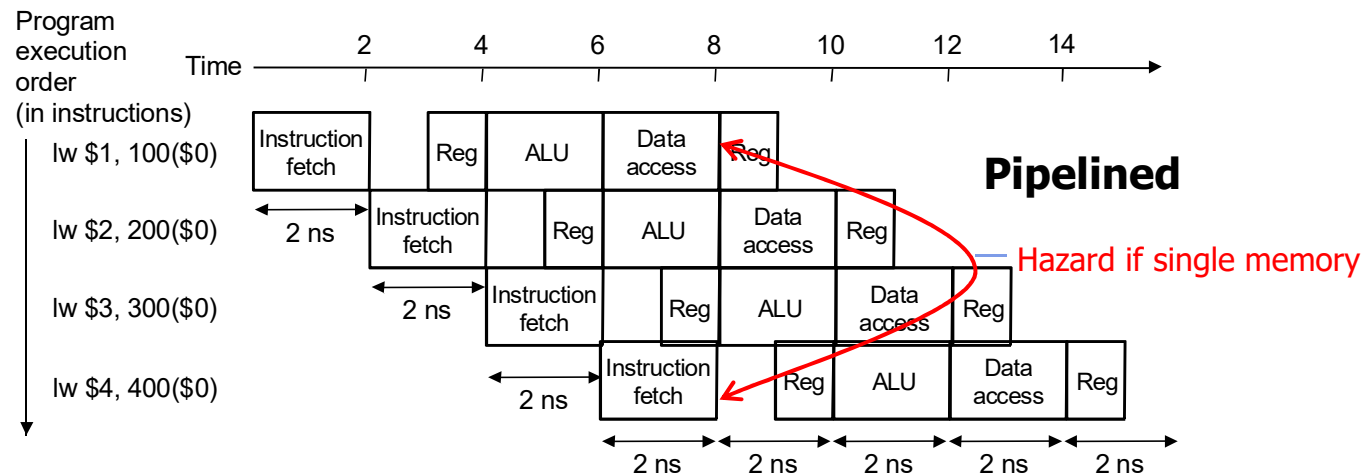 Program
execution
order
(in instructions)
Time
2 4 6 8 10 12 14
lw $1, 100($0)
Instruction
fetch
Reg
ALU
Data
access
Reg
Pipelined
2 ns
lw $2, 200($0)
Instruction
fetch
Reg
ALU
Data
access
Reg
Hazard if single memory
2 ns
lw $3, 300($0)
Instruction
fetch
Reg
ALU
Data
access
Reg
2 ns
lw $4, 400($0)
Instruction
fetch
Reg
ALU
Data
access
Reg
2 ns 2 ns 2 ns 2 ns 2 ns